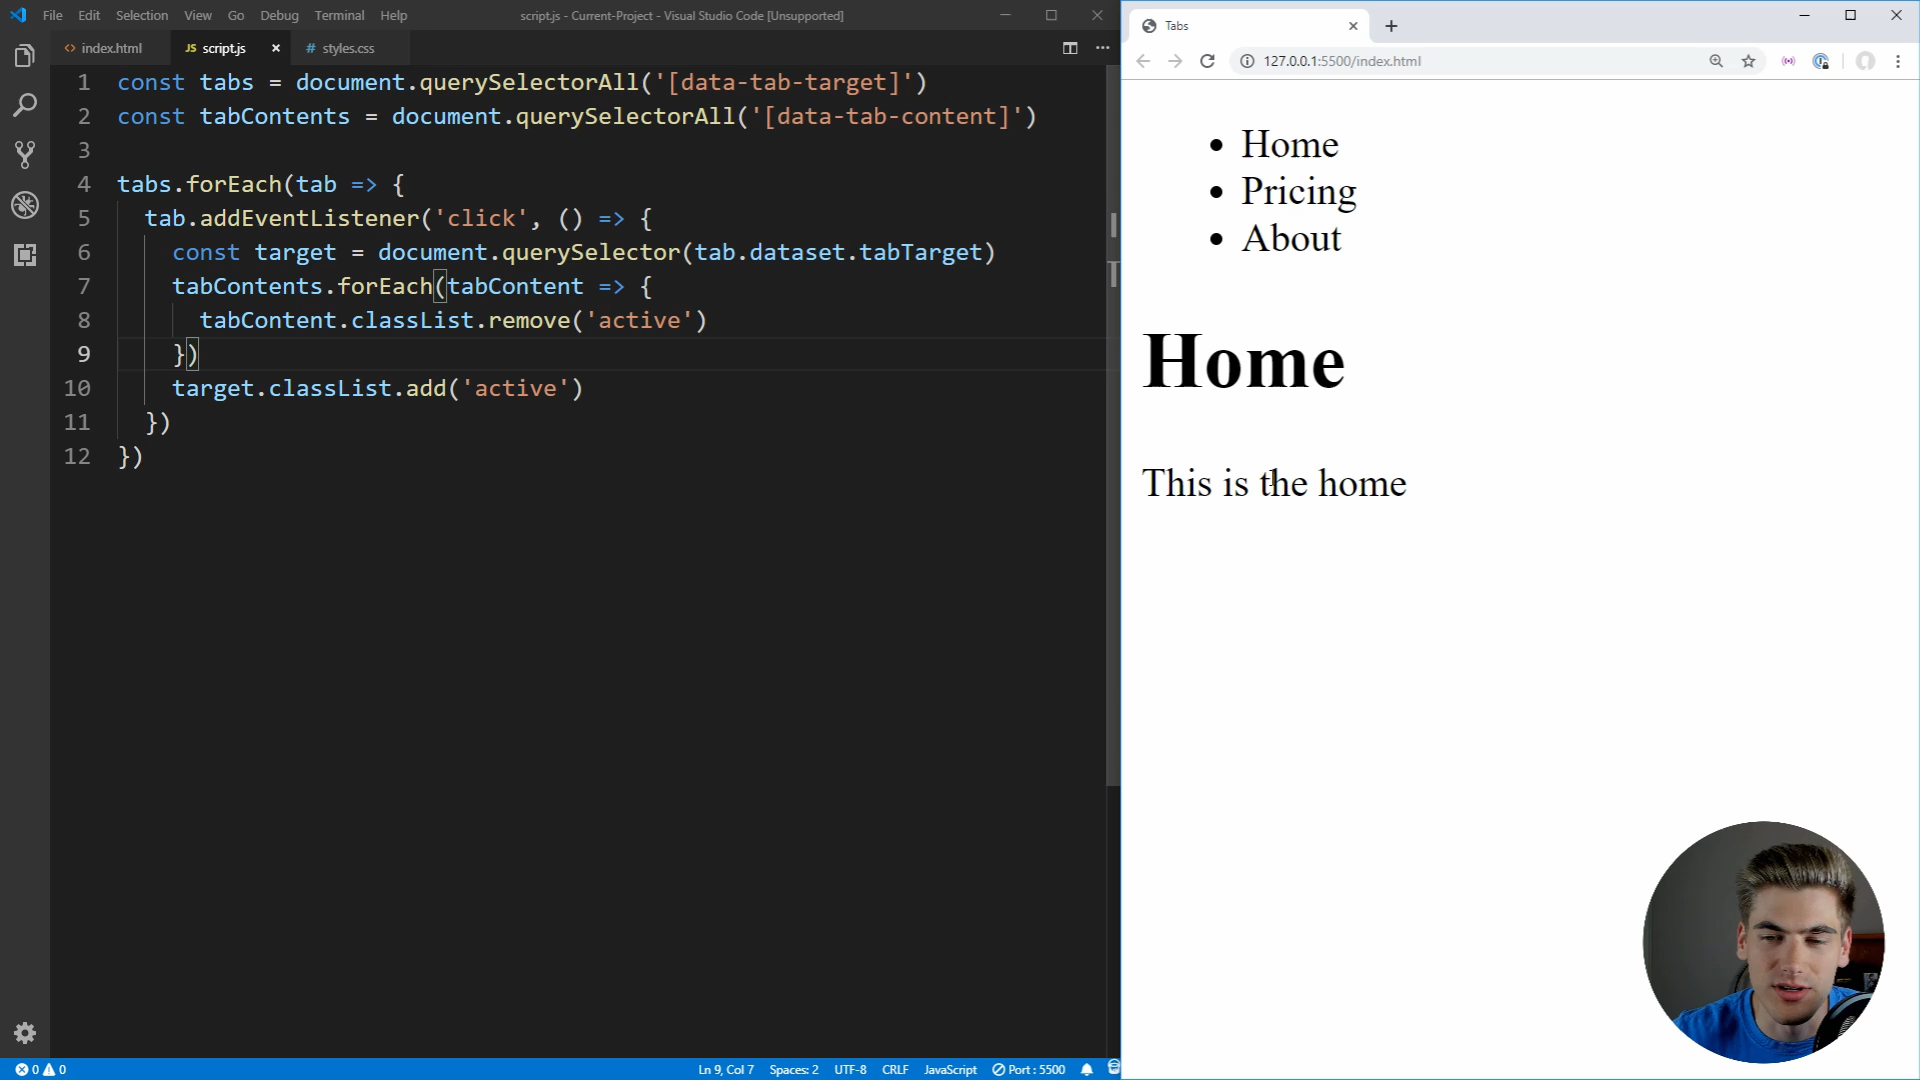 File Edit Selection View Go Debug Terminal Help
script.js - Current-Project - Visual Studio Code [Unsupported]
<> index.html
JS script.js ×
# styles.css
1 const tabs = document.querySelectorAll('[data-tab-target]')
2 const tabContents = document.querySelectorAll('[data-tab-content]')
3
4 tabs.forEach(tab => {
5 tab.addEventListener('click', () => {
6 const target = document.querySelector(tab.dataset.tabTarget)
7 tabContents.forEach(tabContent => {
8 tabContent.classList.remove('active')
9 })
10 target.classList.add('active')
11 })
12 })
0 0
Ln 9, Col 7 Spaces: 2 UTF-8 CRLF JavaScript Port : 5500
Tabs
127.0.0.1:5500/index.html
• Home
• Pricing
• About
Home
This is the home